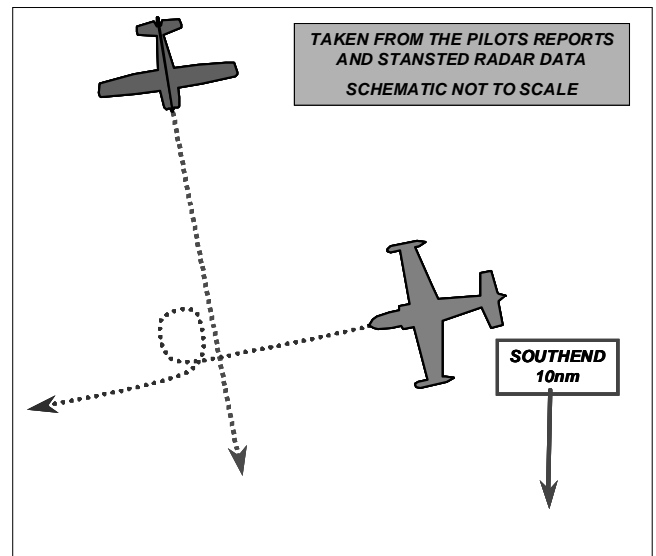 TAKEN FROM THE PILOTS REPORTS
AND STANSTED RADAR DATA
SCHEMATIC NOT TO SCALE
SOUTHEND
10nm